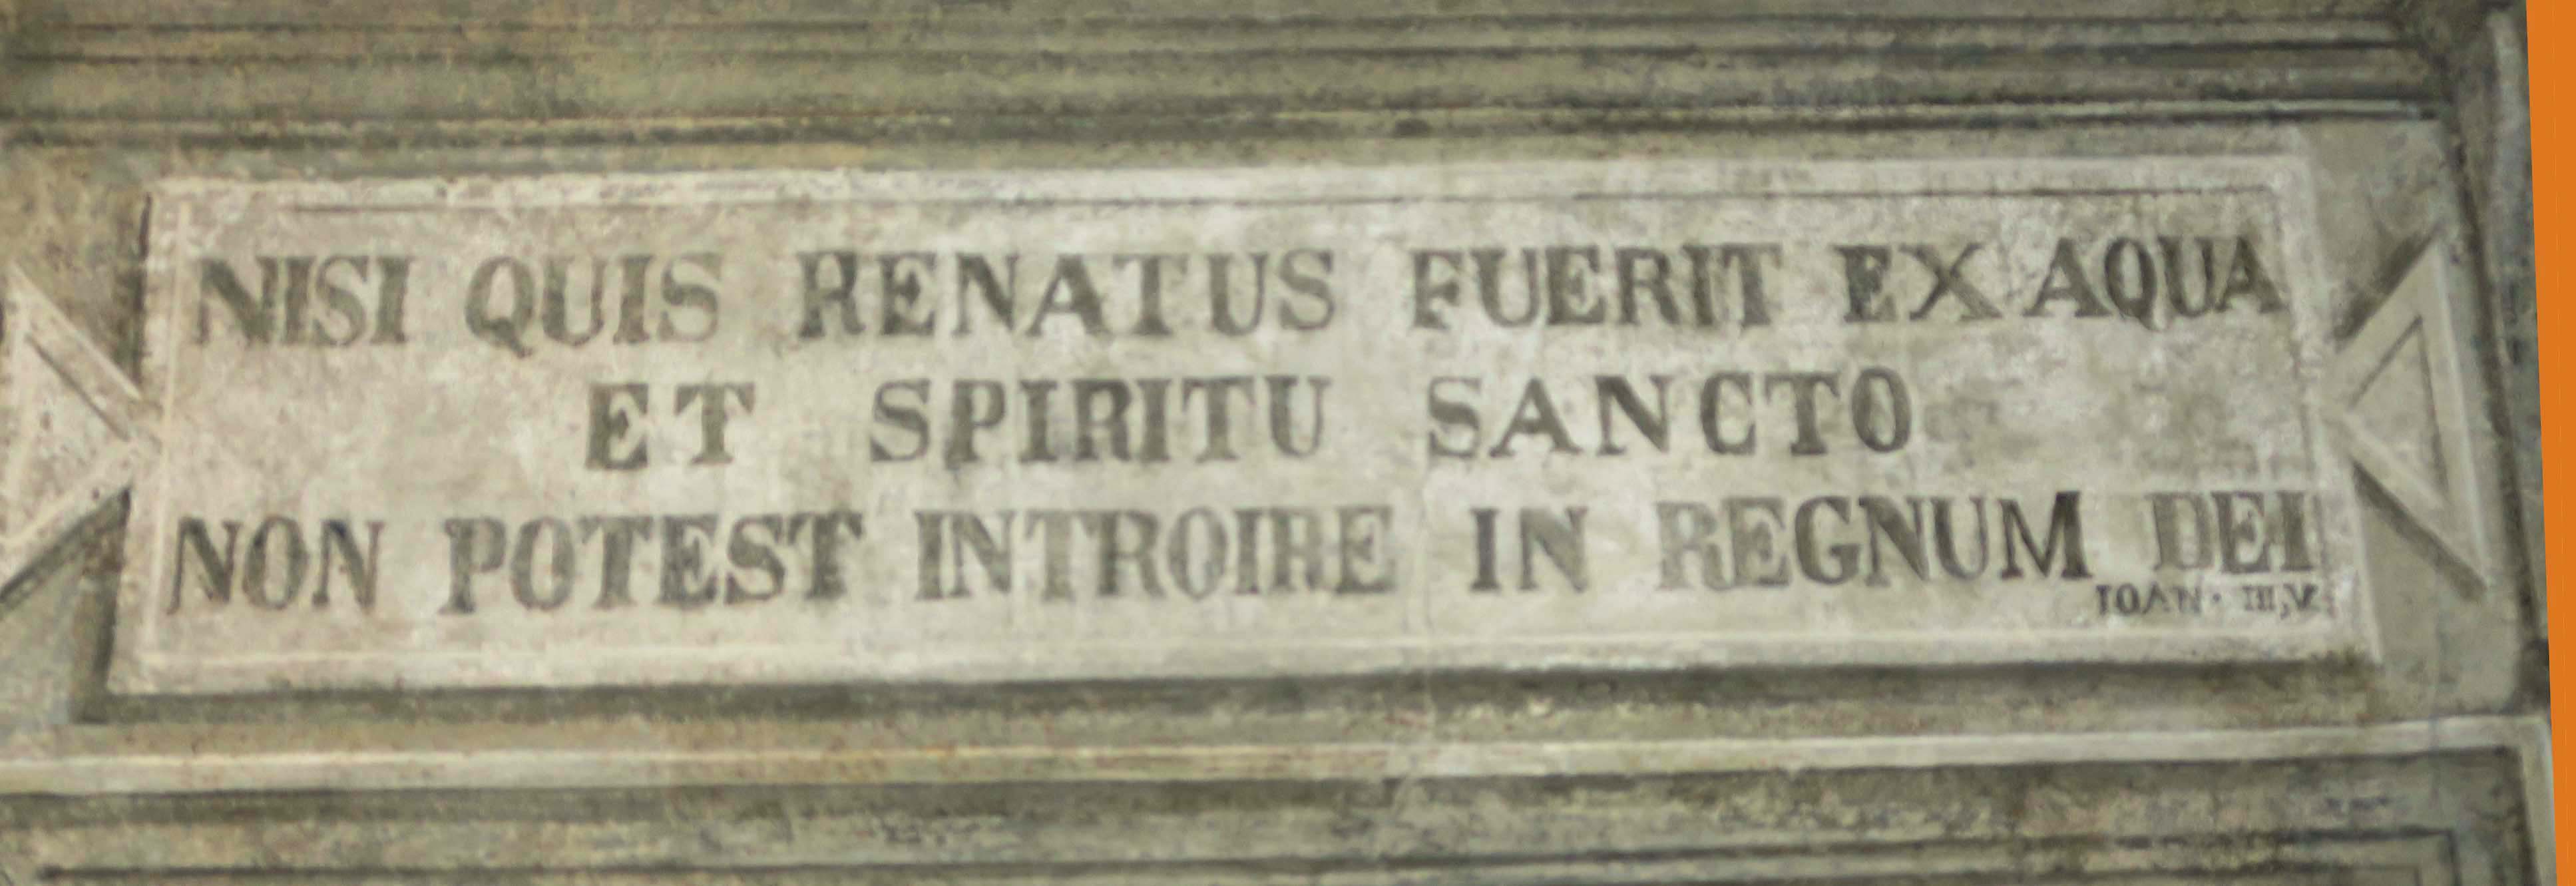 NISI QUIS RENATUS FUERIT EX AQUA
ET SPIRITU SANCTO
NON POTEST INTROIRE IN REGNUM DEI
IOAN · III, V.